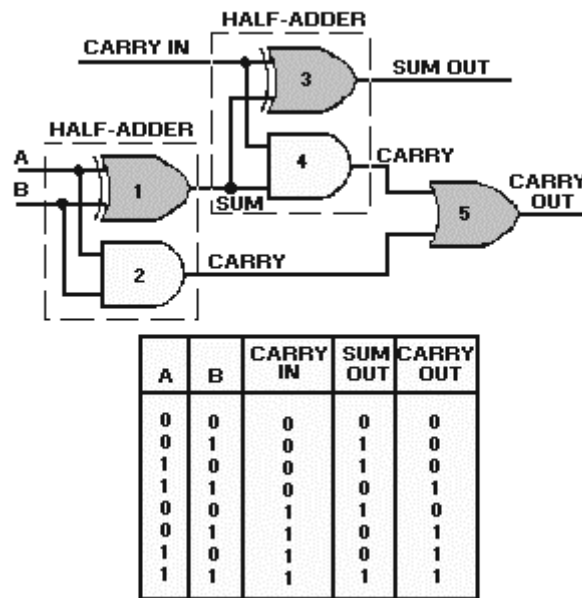 HALF-ADDER
CARRY IN
3
SUM OUT
HALF-ADDER
A
B
1
SUM
4
CARRY
5
CARRY OUT
2
CARRY
A B CARRY IN SUM OUT CARRY OUT
0 0 0 0 0
0 1 0 1 0
1 0 0 1 0
1 1 0 0 1
0 0 1 1 0
0 1 1 0 1
1 0 1 0 1
1 1 1 1 1